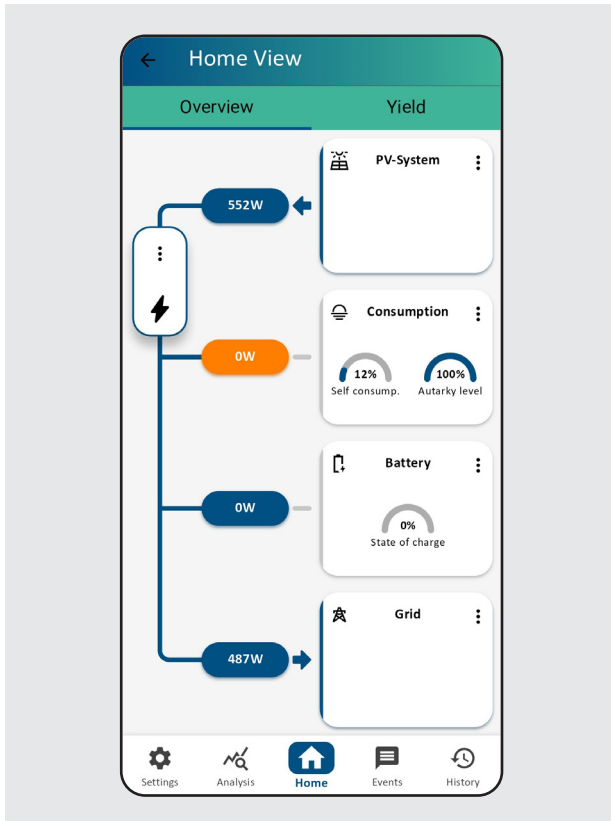 Home View
Overview Yield
PV-System
552W
Consumption
0W
12% 100%
Self consump. Autarky level
Battery
0W
0%
State of charge
Grid
487W
Settings Analysis Home Events History